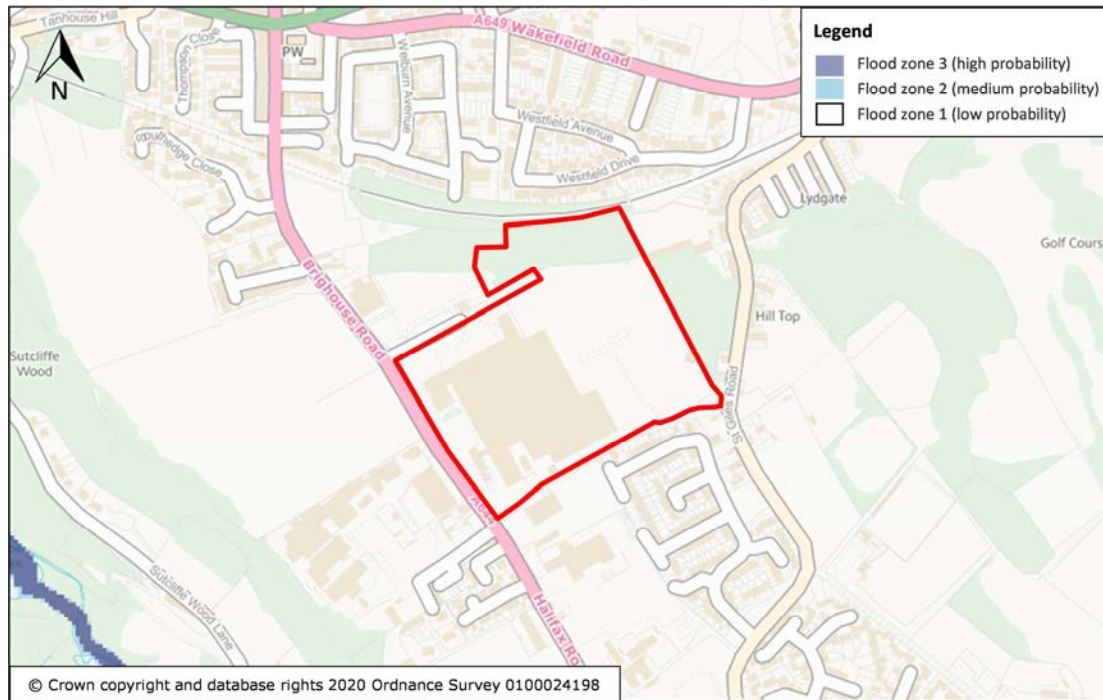 Tanhouse Hill
A649 Wakefield Road
Legend
Flood zone 3 (high probability)
Flood zone 2 (medium probability)
Flood zone 1 (low probability)
N
PW
Thompson Close
Welburn Avenue
Westfield Avenue
Westfield Drive
Lydgate
Golf Cours
Brighouse Road
Hill Top
Sutcliffe
Wood
St Giles Road
A644
Sutcliffe Wood Lane
Halifax Ro
© Crown copyright and database rights 2020 Ordnance Survey 0100024198